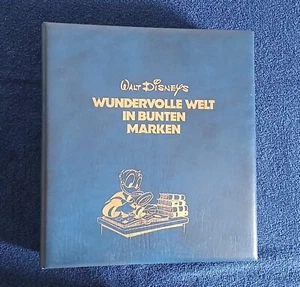 WALT DISNEY'S
WUNDERVOLLE WELT
IN BUNTEN
MARKEN